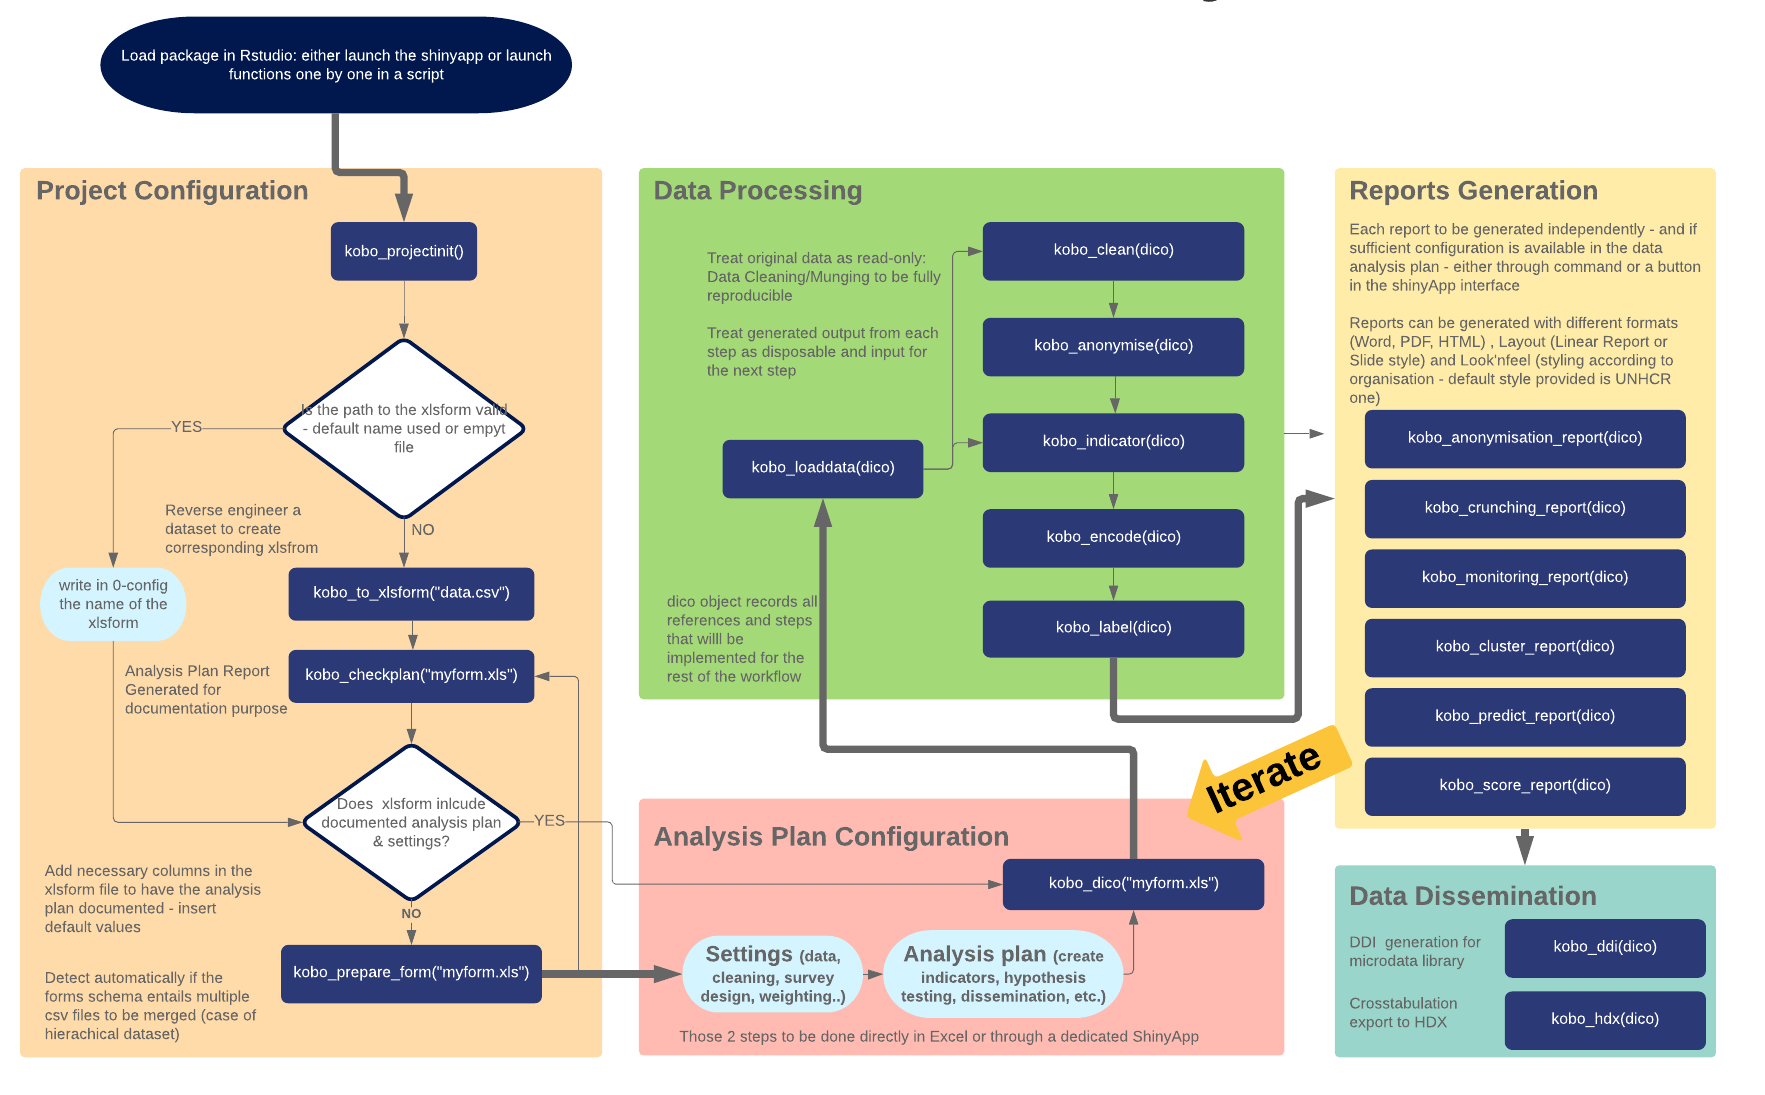 Load package in Rstudio: either launch the shinyapp or launch
functions one by one in a script
Project Configuration
kobo_projectinit()
Is the path to the xlsform valid
- default name used or empyt
file
YES
NO
Reverse engineer a
dataset to create
corresponding xlsfrom
write in 0-config
the name of the
xlsform
kobo_to_xlsform("data.csv")
Analysis Plan Report
Generated for
documentation purpose
kobo_checkplan("myform.xls")
Does  xlsform inlcude
documented analysis plan
& settings?
YES
NO
Add necessary columns in the
xlsform file to have the analysis
plan documented - insert
default values
Detect automatically if the
forms schema entails multiple
csv files to be merged (case of
hierachical dataset)
kobo_prepare_form("myform.xls")
Data Processing
Treat original data as read-only:
Data Cleaning/Munging to be fully
reproducible
Treat generated output from each
step as disposable and input for
the next step
kobo_loaddata(dico)
dico object records all
references and steps
that willl be
implemented for the
rest of the workflow
kobo_clean(dico)
kobo_anonymise(dico)
kobo_indicator(dico)
kobo_encode(dico)
kobo_label(dico)
Analysis Plan Configuration
kobo_dico("myform.xls")
Settings (data,
cleaning, survey
design, weighting..)
Analysis plan (create
indicators, hypothesis
testing, dissemination, etc.)
Those 2 steps to be done directly in Excel or through a dedicated ShinyApp
Iterate
Reports Generation
Each report to be generated independently - and if
sufficient configuration is available in the data
analysis plan - either through command or a button
in the shinyApp interface
Reports can be generated with different formats
(Word, PDF, HTML) , Layout (Linear Report or
Slide style) and Look'nfeel (styling according to
organisation - default style provided is UNHCR
one)
kobo_anonymisation_report(dico)
kobo_crunching_report(dico)
kobo_monitoring_report(dico)
kobo_cluster_report(dico)
kobo_predict_report(dico)
kobo_score_report(dico)
Data Dissemination
DDI  generation for
microdata library
kobo_ddi(dico)
Crosstabulation
export to HDX
kobo_hdx(dico)